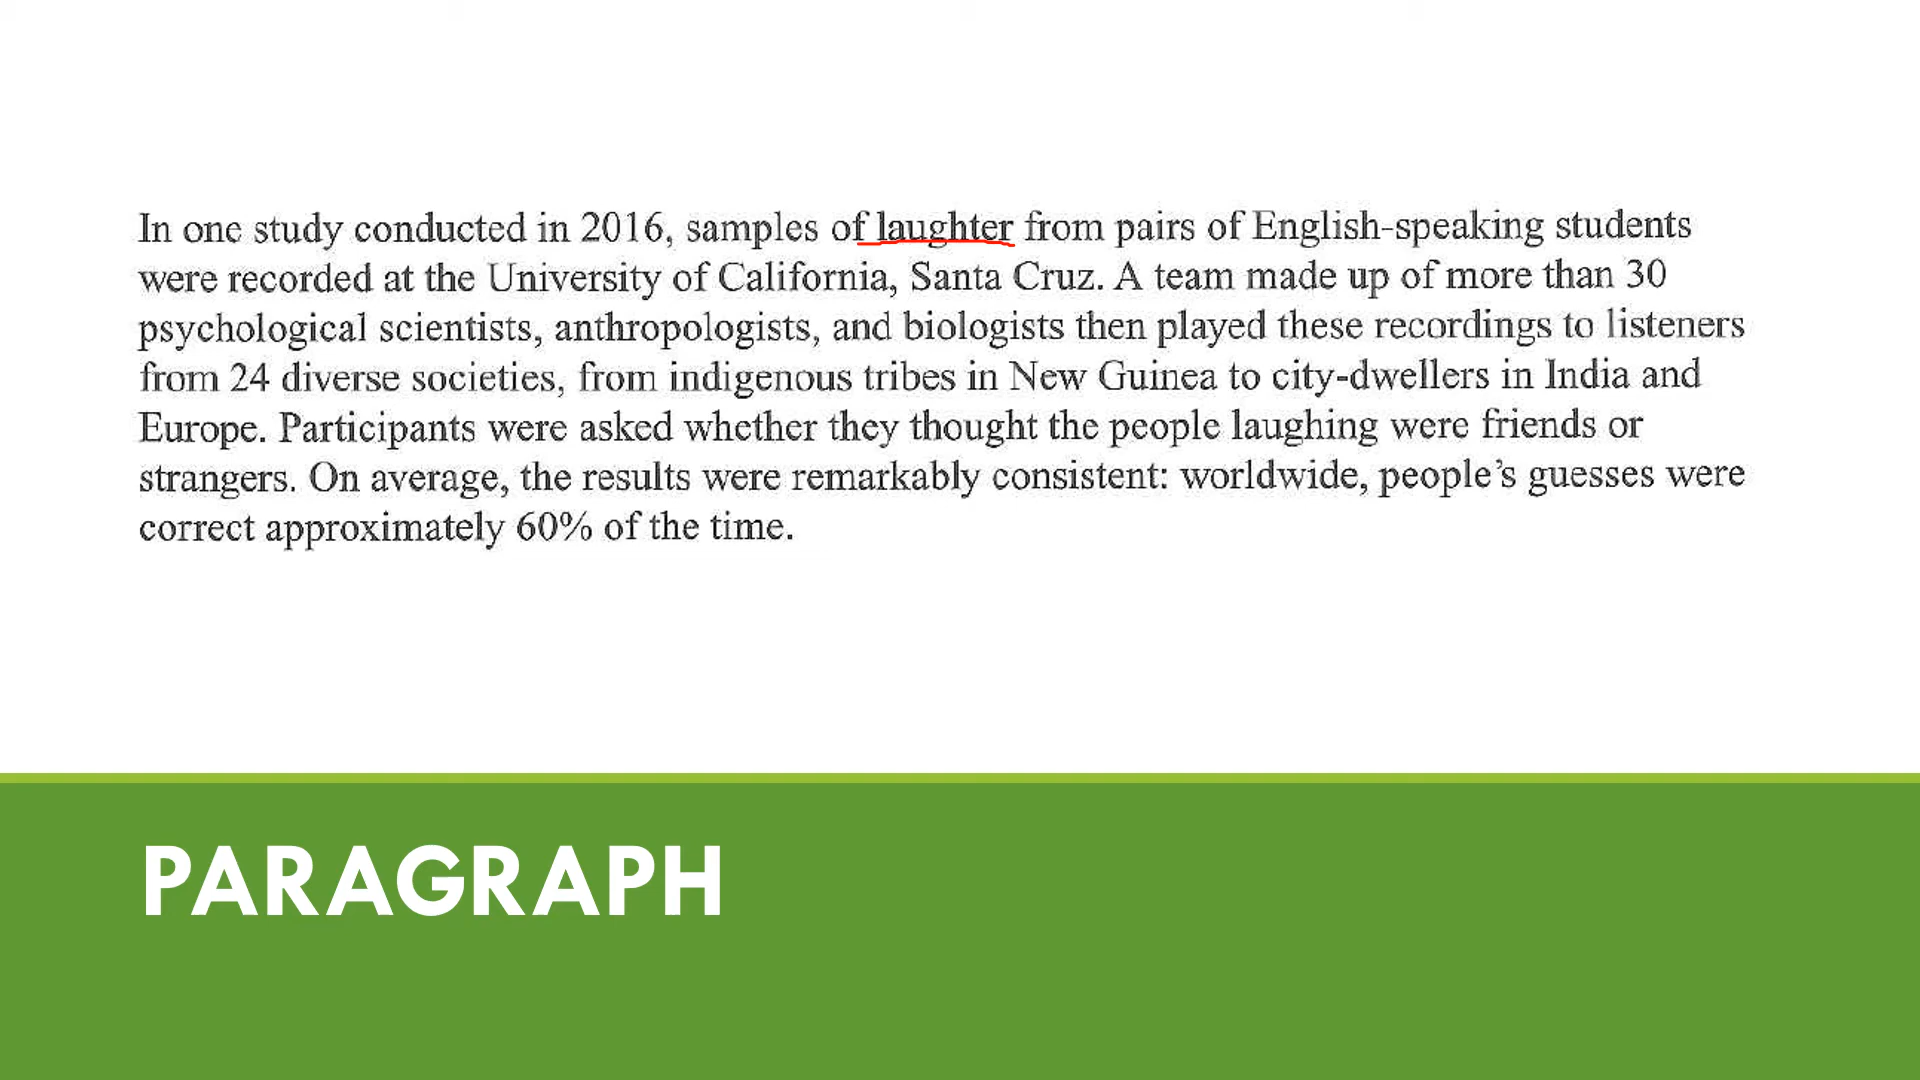 In one study conducted in 2016, samples of laughter from pairs of English-speaking students
were recorded at the University of California, Santa Cruz. A team made up of more than 30
psychological scientists, anthropologists, and biologists then played these recordings to listeners
from 24 diverse societies, from indigenous tribes in New Guinea to city-dwellers in India and
Europe. Participants were asked whether they thought the people laughing were friends or
strangers. On average, the results were remarkably consistent: worldwide, people’s guesses were
correct approximately 60% of the time.
PARAGRAPH